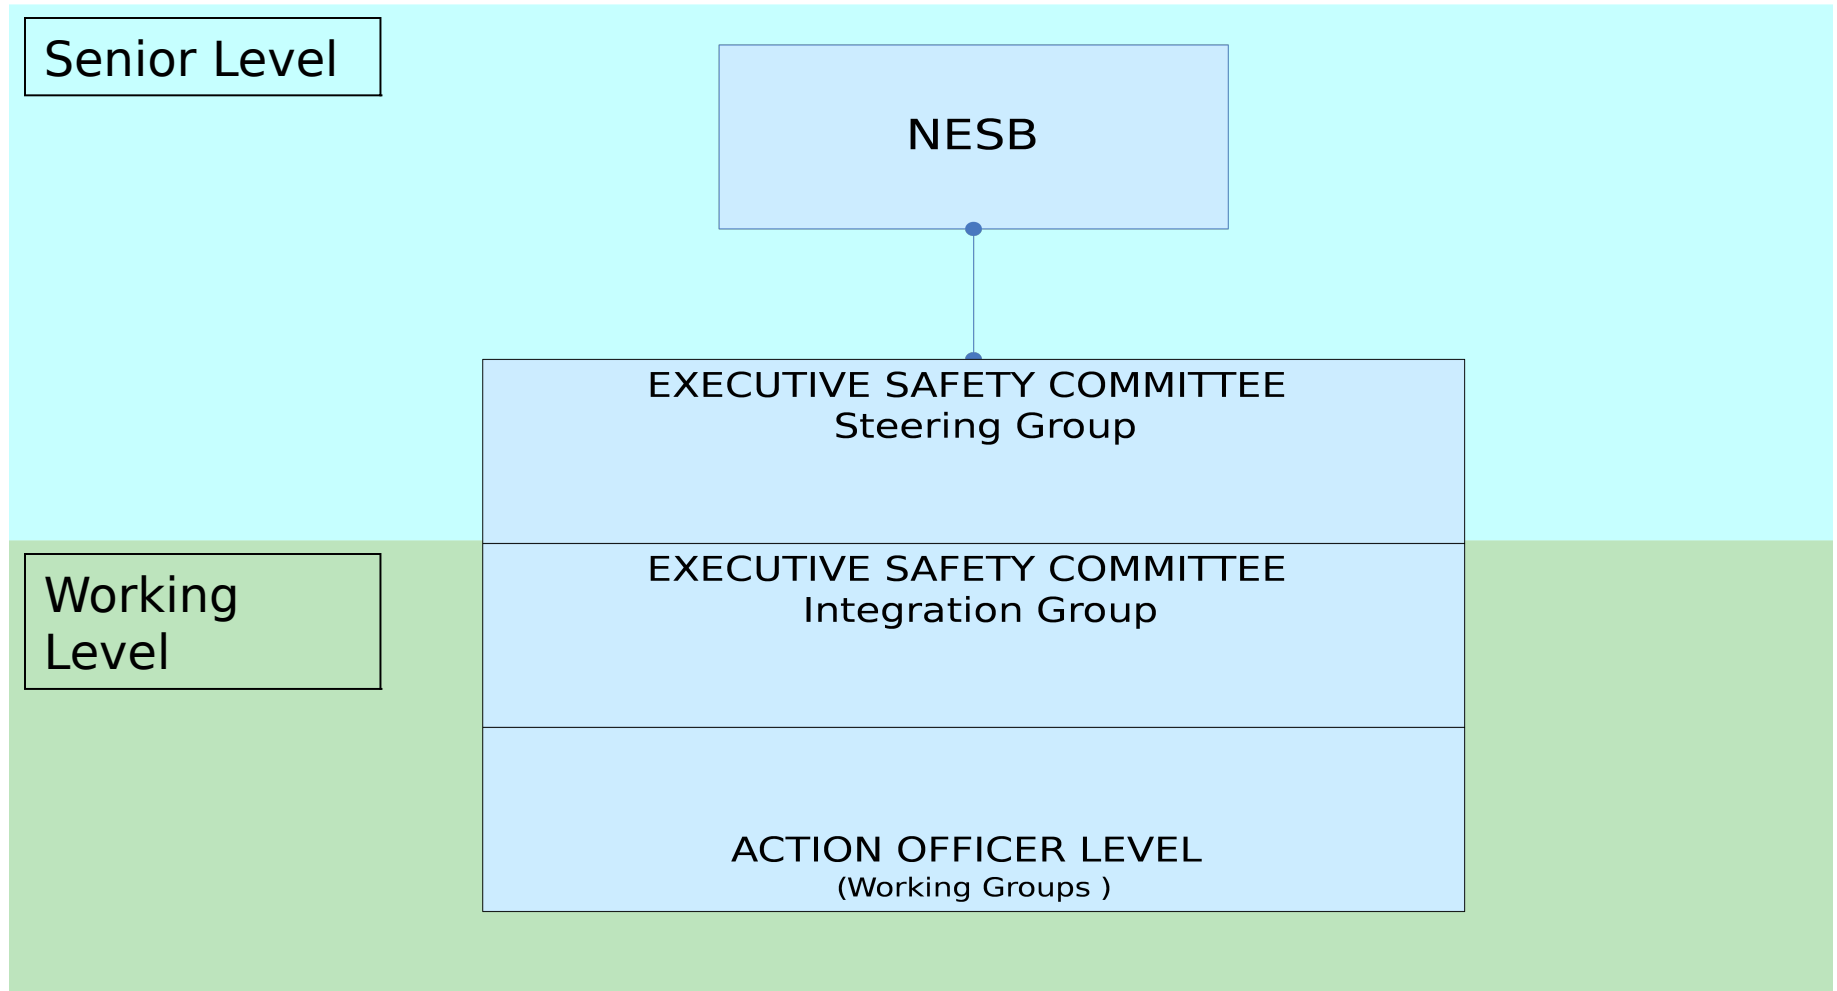 Senior Level
NESB
EXECUTIVE SAFETY COMMITTEE
Steering Group
Working
Level
EXECUTIVE SAFETY COMMITTEE
Integration Group
ACTION OFFICER LEVEL
(Working Groups )